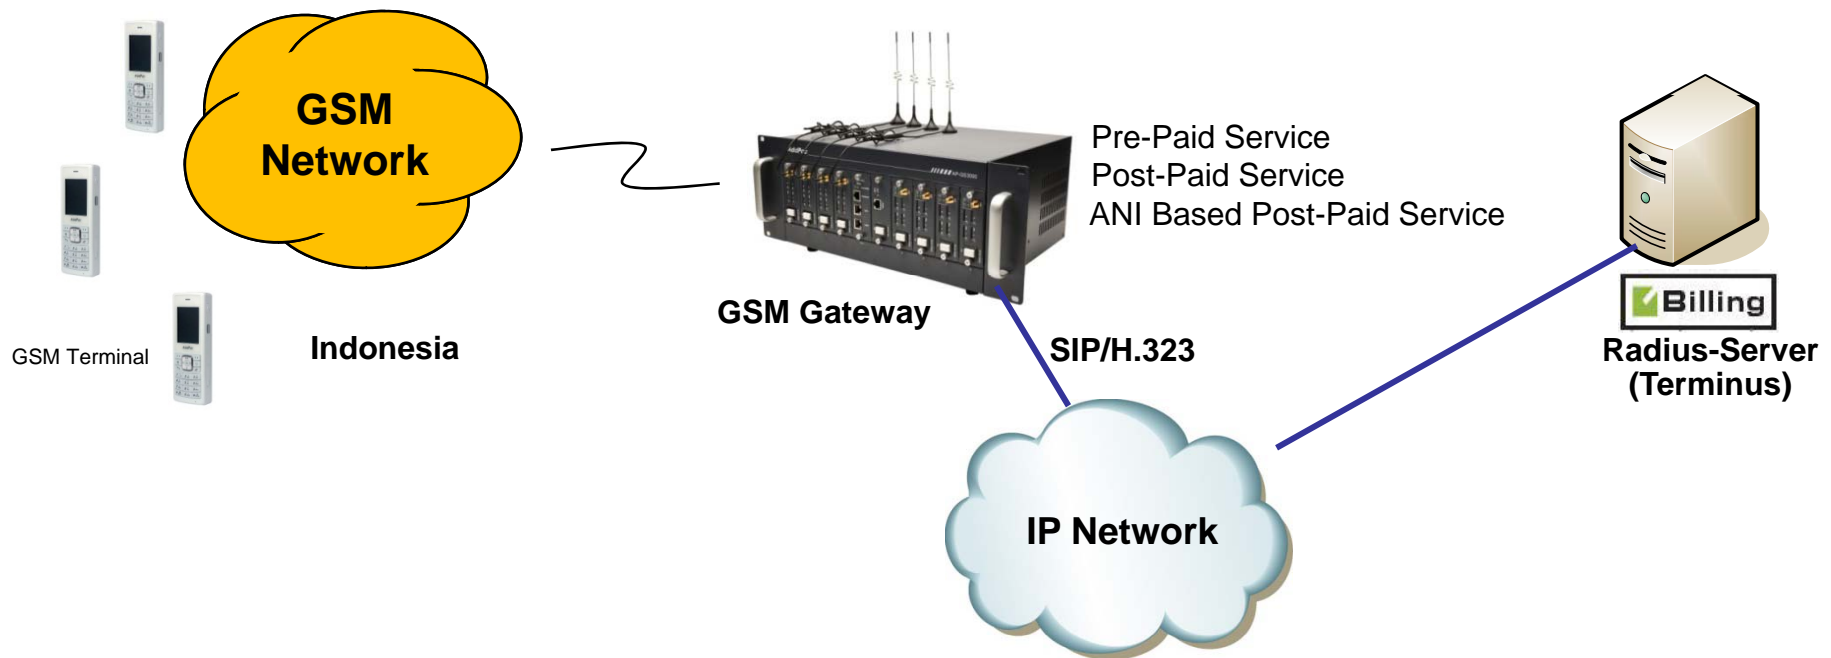 GSM
Network
Pre-Paid Service
Post-Paid Service
ANI Based Post-Paid Service
GSM Gateway
Billing
Radius-Server
(Terminus)
GSM Terminal
Indonesia
SIP/H.323
IP Network